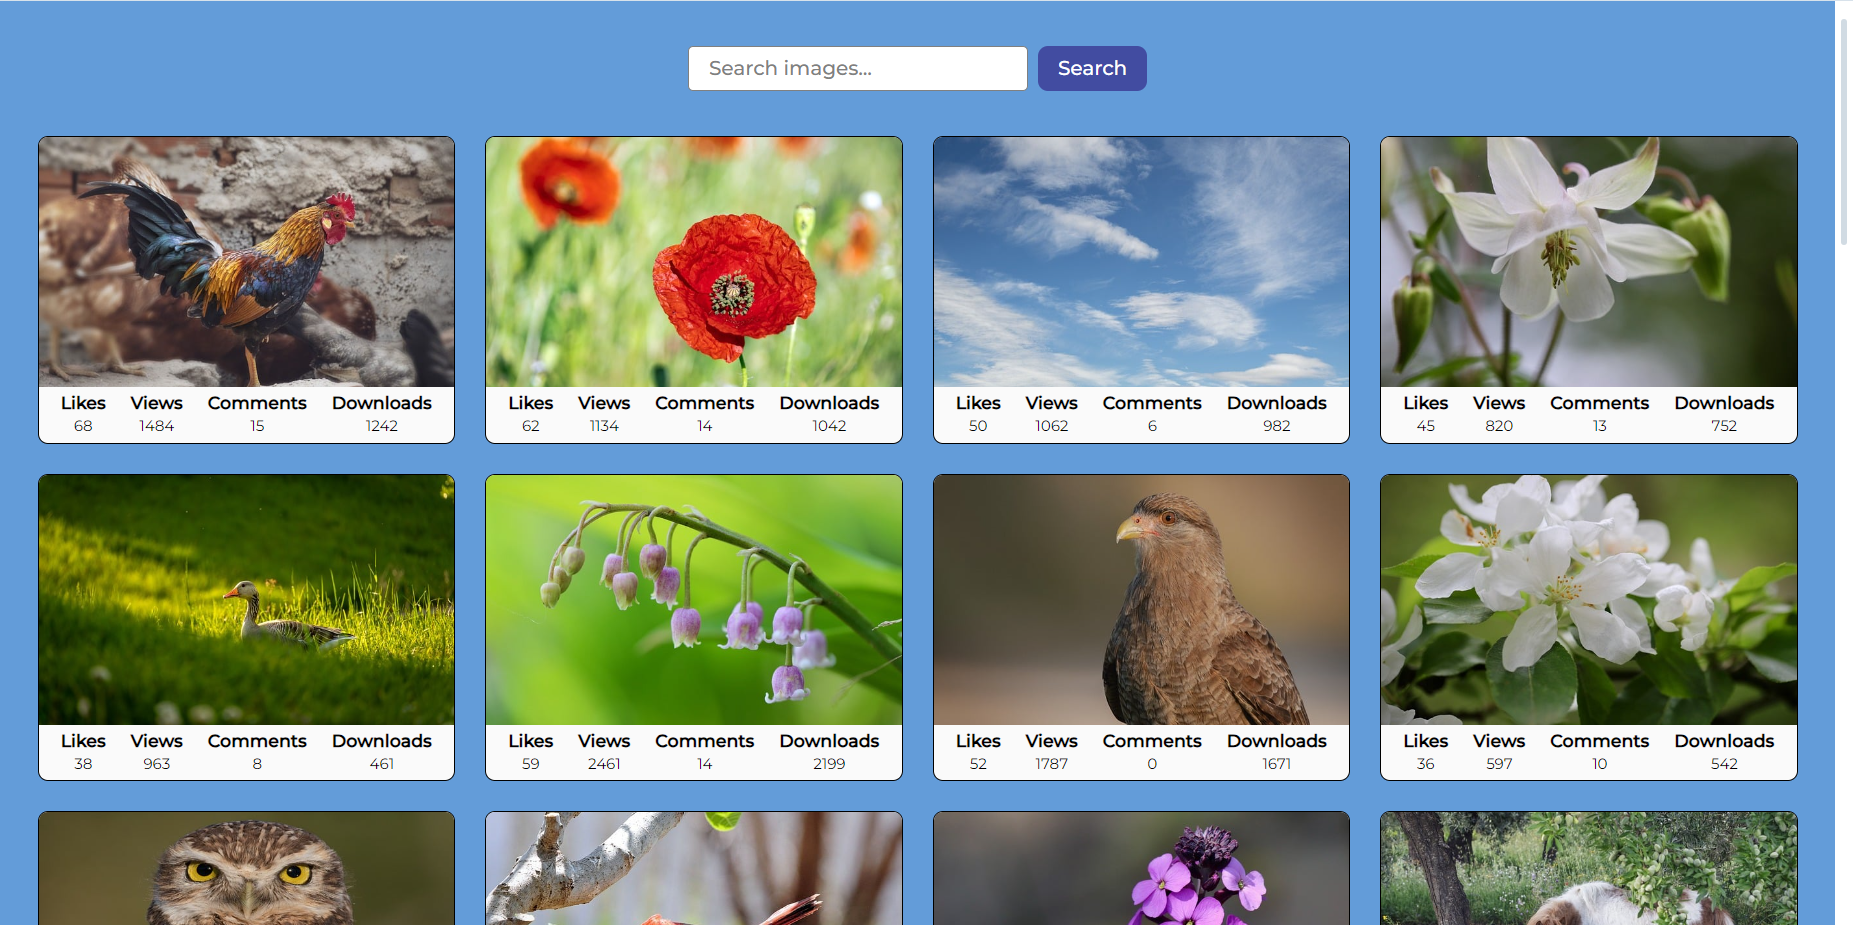 Search images... Search
Likes Views Comments Downloads Likes Views Comments Downloads Likes Views Comments Downloads Likes Views Comments Downloads
68 1484 15 1242 62 1134 14 1042 50 1062 6 982 45 820 13 752
Likes Views Comments Downloads Likes Views Comments Downloads Likes Views Comments Downloads Likes Views Comments Downloads
38 963 8 461 59 2461 14 2199 52 1787 0 1671 36 597 10 542